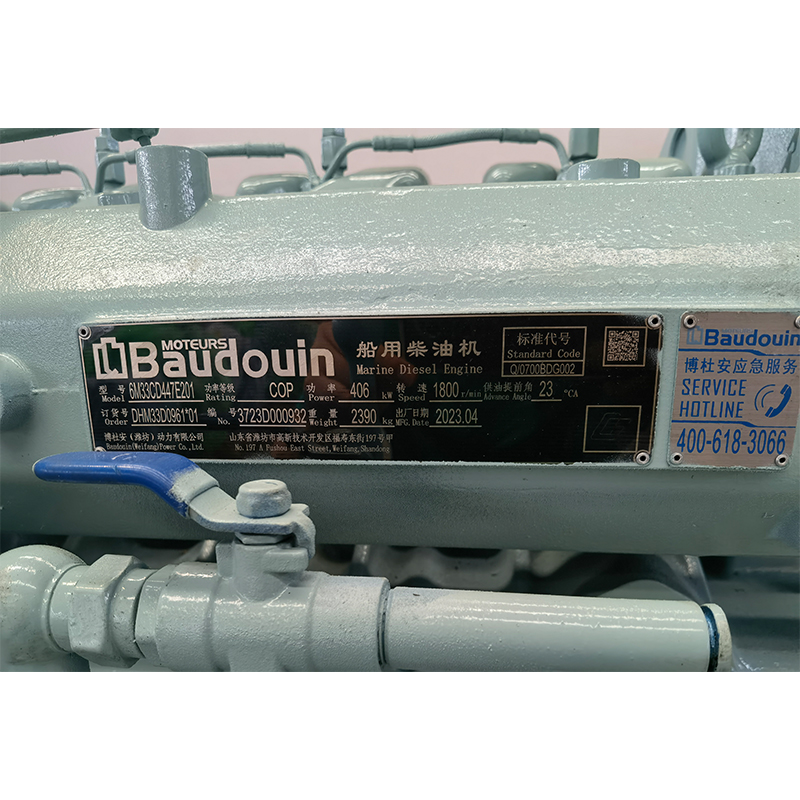 MOTEURS
Baudouin
船用柴油机
Marine Diesel Engine
标准代号
Standard Code
Q/0700BDG002
型号 Model 6M33CD447E201 功率等级 Rating COP 功率 Power 406 kW 转速 1800 r/min 供油提前角 Advance Angle 23 °CA
订货号 Order DHM33D0961*01 编号 No. 3723D000932 重量 Weight 2390 kg 出厂日期 MFG.Date 2023.04
博杜安（潍坊）动力有限公司 山东省潍坊市高新技术开发区福寿东街197号甲
Baudouin(Weifang)Power Co.,Ltd. No.197 A Fushou East Street,Weifang,Shandong
Baudouin
博杜安应急服务
SERVICE
HOTLINE
400-618-3066